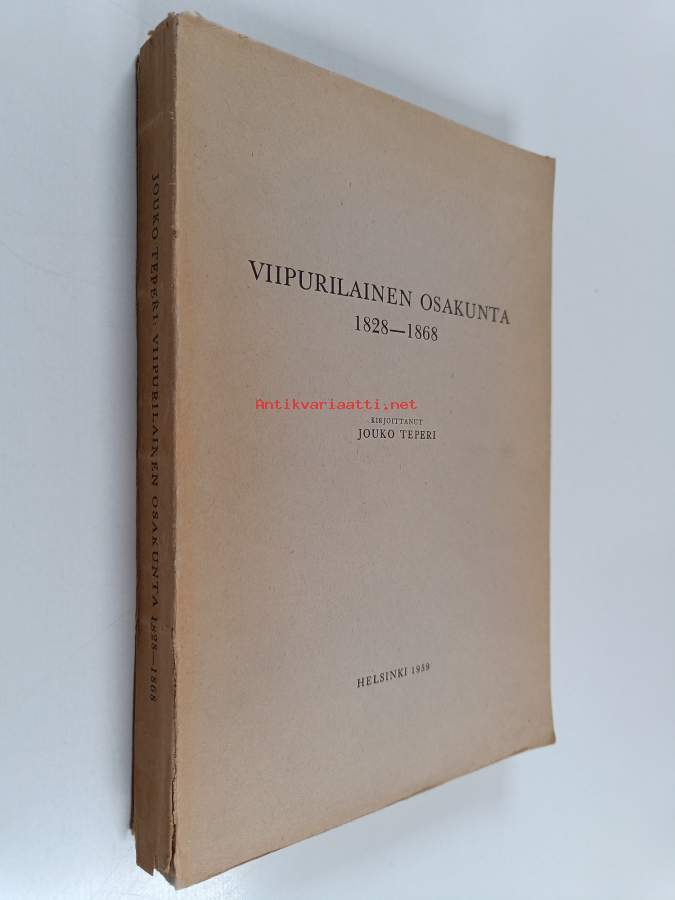 JOUKO TEPERI: VIIPURILAINEN OSAKUNTA 1828—1868
VIIPURILAINEN OSAKUNTA
1828—1868
Antikvariaatti.net
KIRJOITTANUT
JOUKO TEPERI
HELSINKI 1959